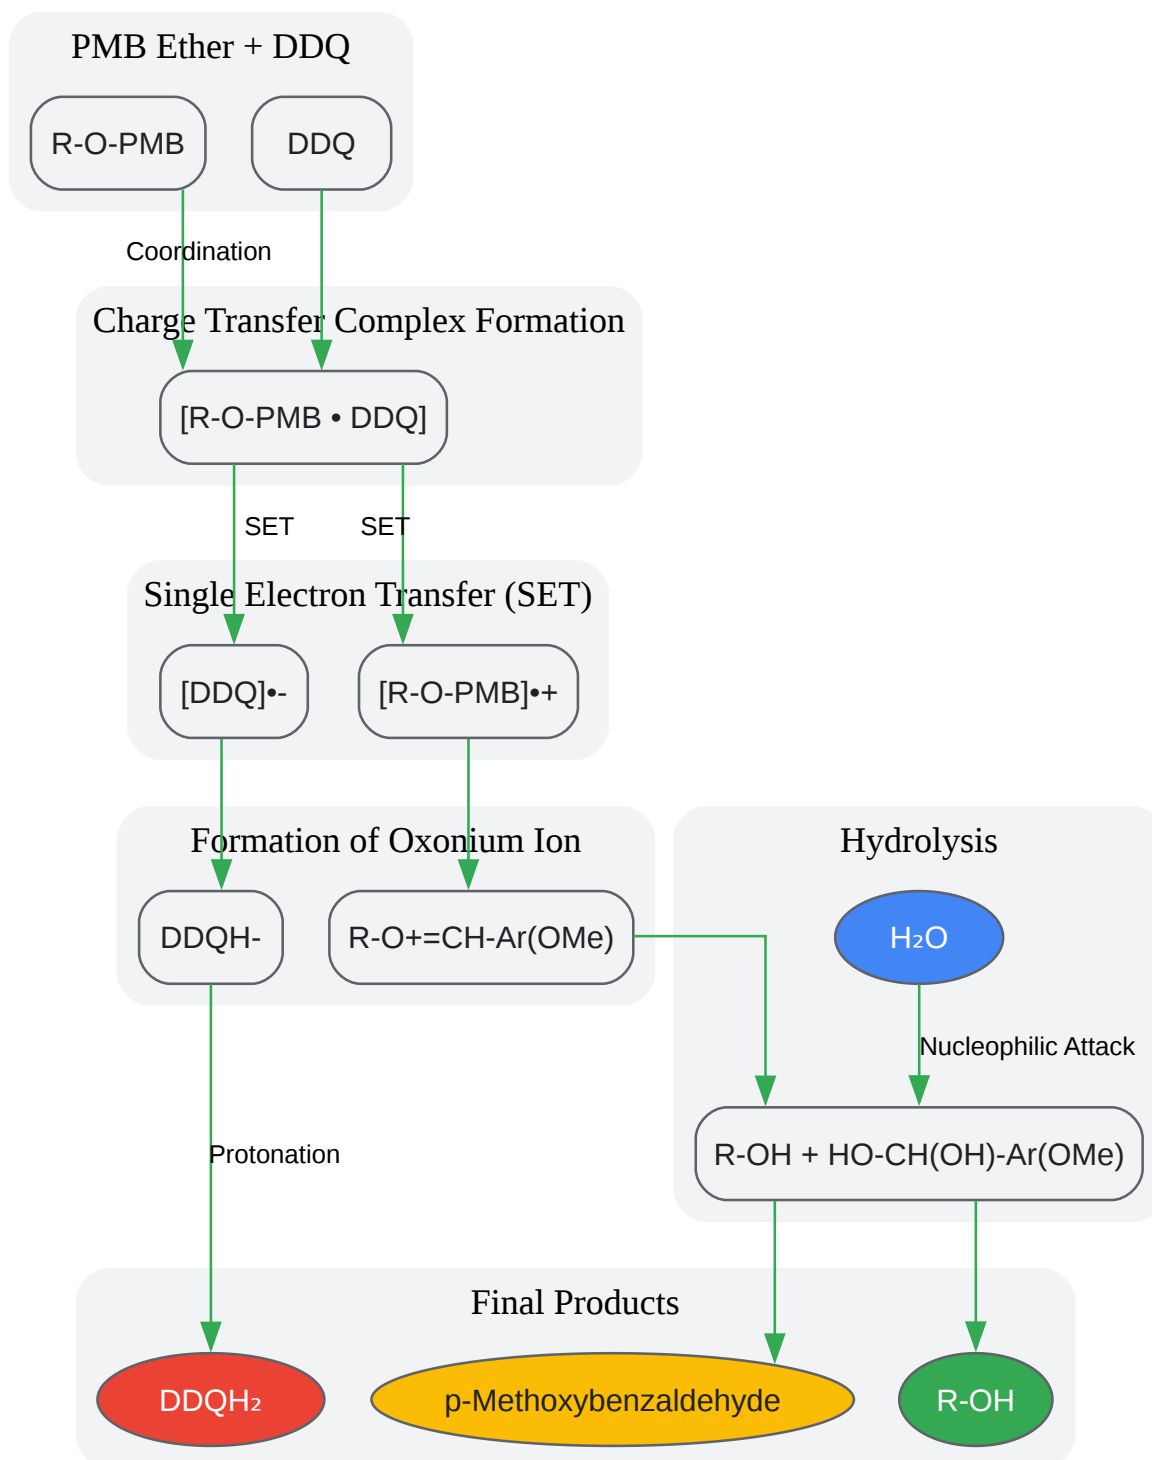 PMB Ether + DDQ
R-O-PMB
DDQ
Coordination
Charge Transfer Complex Formation
[R-O-PMB • DDQ]
SET
SET
Single Electron Transfer (SET)
[DDQ]•-
[R-O-PMB]•+
Formation of Oxonium Ion
Hydrolysis
DDQH-
R-O+=CH-Ar(OMe)
H₂O
Nucleophilic Attack
Protonation
R-OH + HO-CH(OH)-Ar(OMe)
Final Products
DDQH₂
p-Methoxybenzaldehyde
R-OH